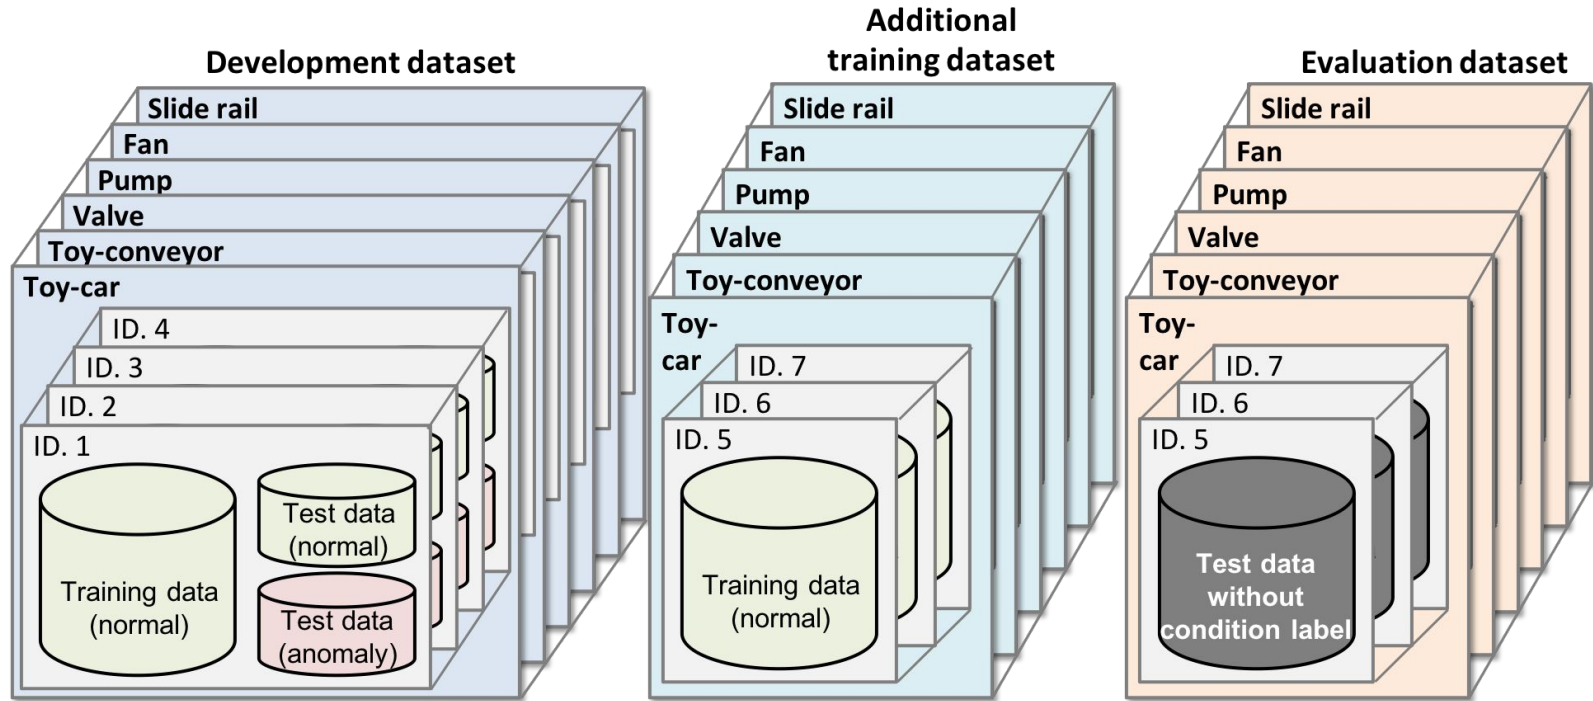 Development dataset
Slide rail
Fan
Pump
Valve
Toy-conveyor
Toy-car
ID. 4
ID. 3
ID. 2
ID. 1
Training data
(normal)
Test data
(normal)
Test data
(anomaly)
Additional
training dataset
Slide rail
Fan
Pump
Valve
Toy-conveyor
Toy-
car
ID. 7
ID. 6
ID. 5
Training data
(normal)
Evaluation dataset
Slide rail
Fan
Pump
Valve
Toy-conveyor
Toy-
car
ID. 7
ID. 6
ID. 5
Test data
without
condition label